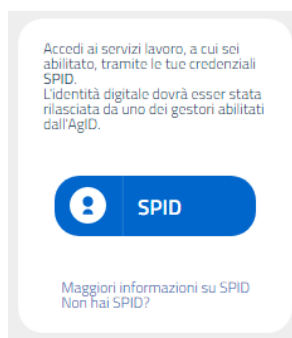 Accedi ai servizi lavoro, a cui sei
abilitato, tramite le tue credenziali
SPID.
L'identità digitale dovrà esser stata
rilasciata da uno dei gestori abilitati
dall'AgID.
SPID
Maggiori informazioni su SPID
Non hai SPID?